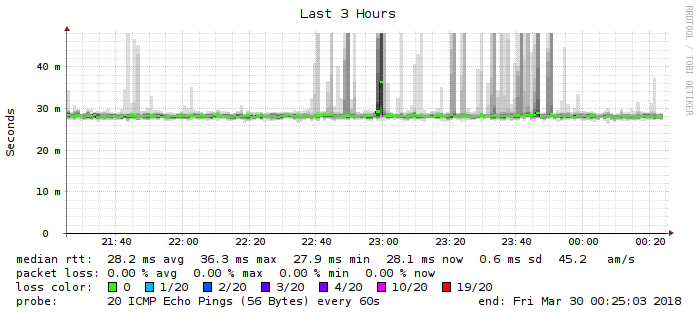 Last 3 Hours
RRDTOOL / TOBI OETIKER
Seconds
40 m
30 m
20 m
10 m
0
21:40 22:00 22:20 22:40 23:00 23:20 23:40 00:00 00:20
median rtt: 28.2 ms avg 36.3 ms max 27.9 ms min 28.1 ms now 0.6 ms sd 45.2 am/s
packet loss: 0.00 % avg 0.00 % max 0.00 % min 0.00 % now
loss color: 0 1/20 2/20 3/20 4/20 10/20 19/20
probe: 20 ICMP Echo Pings (56 Bytes) every 60s end: Fri Mar 30 00:25:03 2018